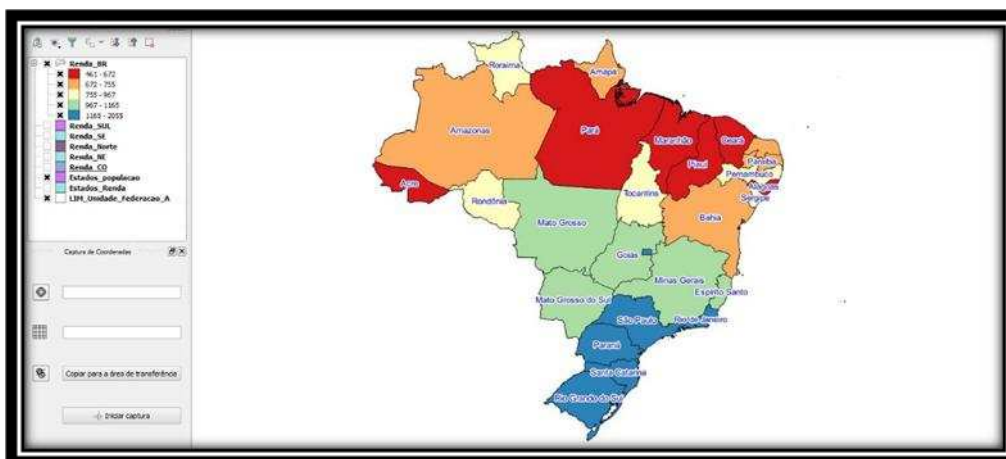 Renda_BR
461 - 672
672 - 755
755 - 967
967 - 1165
1165 - 2055
Renda_SUL
Renda_SE
Renda_Norte
Renda_NE
Renda_CO
Estados_populacao
Estados_Renda
LIM_Unidade_Federacao_A
Captura de Coordenadas
Copiar para a área de transferência
Iniciar captura
Roraima
Amapá
Amazonas
Pará
Maranhão
Ceará
Piauí
Paraíba
Pernambuco
Alagoas
Sergipe
Acre
Rondônia
Tocantins
Bahia
Mato Grosso
Goiás
Minas Gerais
Espírito Santo
Mato Grosso do Sul
São Paulo
Rio de Janeiro
Paraná
Santa Catarina
Rio Grande do Sul